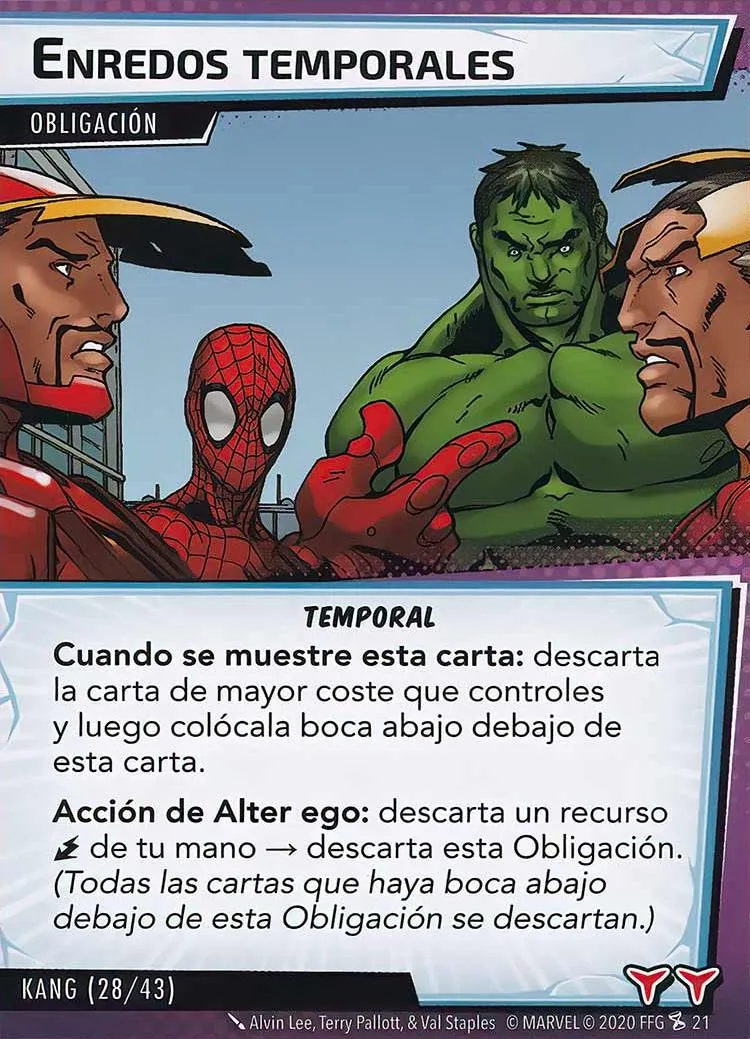 ENREDOS TEMPORALES
OBLIGACIÓN
TEMPORAL
Cuando se muestre esta carta: descarta
la carta de mayor coste que controles
y luego colócala boca abajo debajo de
esta carta.
Acción de Alter ego: descarta un recurso
de tu mano → descarta esta Obligación.
(Todas las cartas que haya boca abajo
debajo de esta Obligación se descartan.)
KANG (28/43)
Alvin Lee, Terry Pallott, & Val Staples © MARVEL © 2020 FFG 21